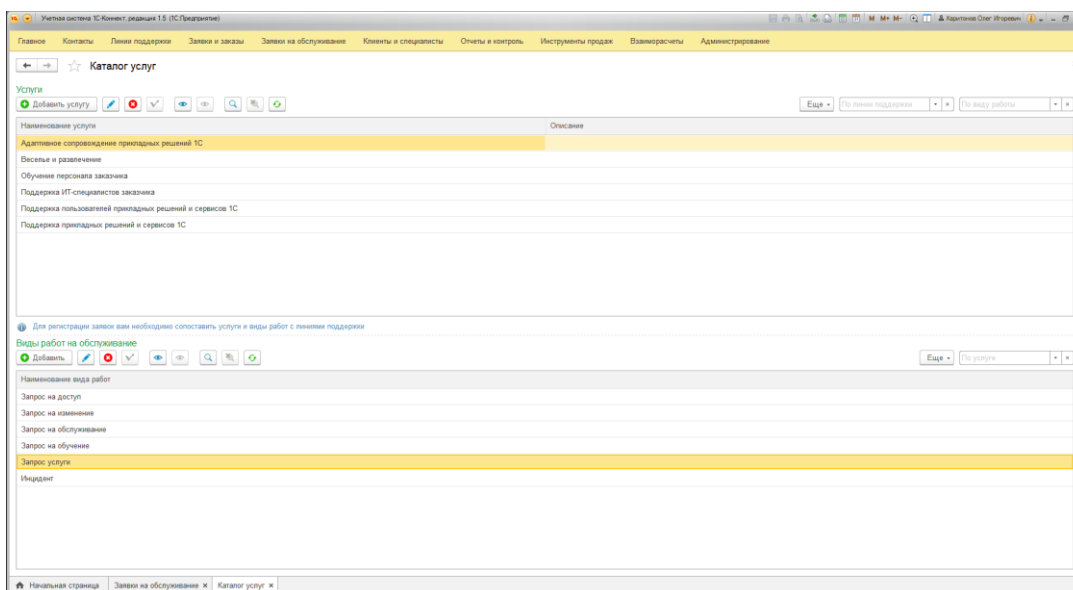 Учетная система 1С-Коннект, редакция 1.5 (1С:Предприятие) M M+ M- Харитонов Олег Игоревич
Главное Контакты Линии поддержки Заявки и заказы Заявки на обслуживание Клиенты и специалисты Отчеты и контроль Инструменты продаж Взаиморасчеты Администрирование
Каталог услуг
Услуги
Добавить услугу Еще По линии поддержки По виду работы
Наименование услуги Описание
Адаптивное сопровождение прикладных решений 1С
Веселье и развлечение
Обучение персонала заказчика
Поддержка ИТ-специалистов заказчика
Поддержка пользователей прикладных решений и сервисов 1С
Поддержка прикладных решений и сервисов 1С
Для регистрации заявок вам необходимо сопоставить услуги и виды работ с линиями поддержки
Виды работ на обслуживание
Добавить Еще По услуге
Наименование вида работ
Запрос на доступ
Запрос на изменение
Запрос на обслуживание
Запрос на обучение
Запрос услуги
Инцидент
Начальная страница Заявки на обслуживание × Каталог услуг ×